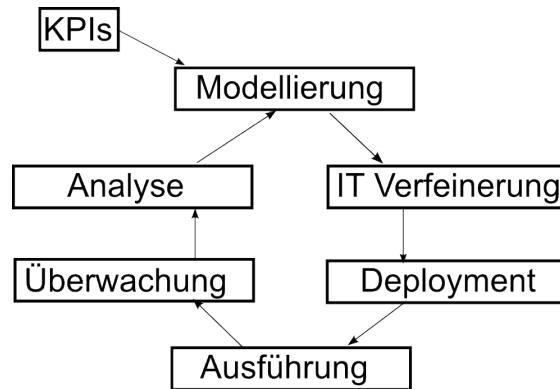 KPIs
Modellierung
Analyse
IT Verfeinerung
Überwachung
Deployment
Ausführung